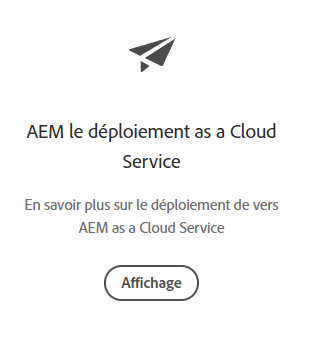 AEM le déploiement as a Cloud
Service
En savoir plus sur le déploiement de vers
AEM as a Cloud Service
Affichage